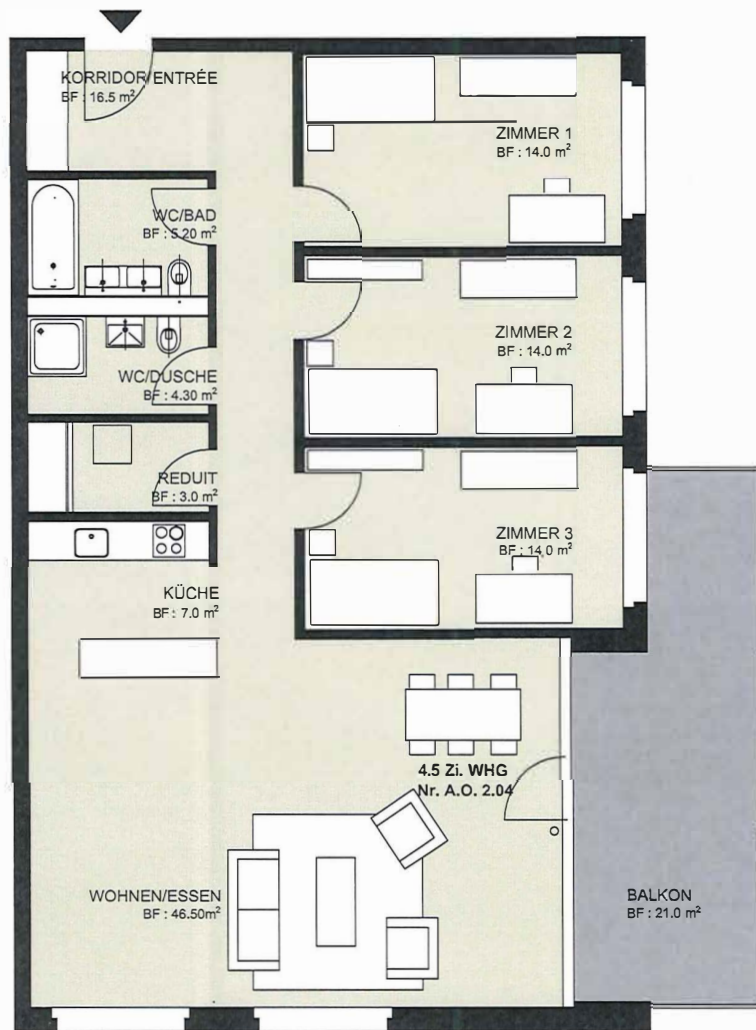 KORRIDOR/ENTRÉE
BF : 16.5 m²
ZIMMER 1
BF : 14.0 m²
WC/BAD
BF : 5.20 m²
ZIMMER 2
BF : 14.0 m²
WC/DUSCHE
BF : 4.30 m²
REDUIT
BF : 3.0 m²
ZIMMER 3
BF : 14.0 m²
KÜCHE
BF : 7.0 m²
4.5 Zi. WHG
Nr. A.O. 2.04
WOHNEN/ESSEN
BF : 46.50m²
BALKON
BF : 21.0 m²